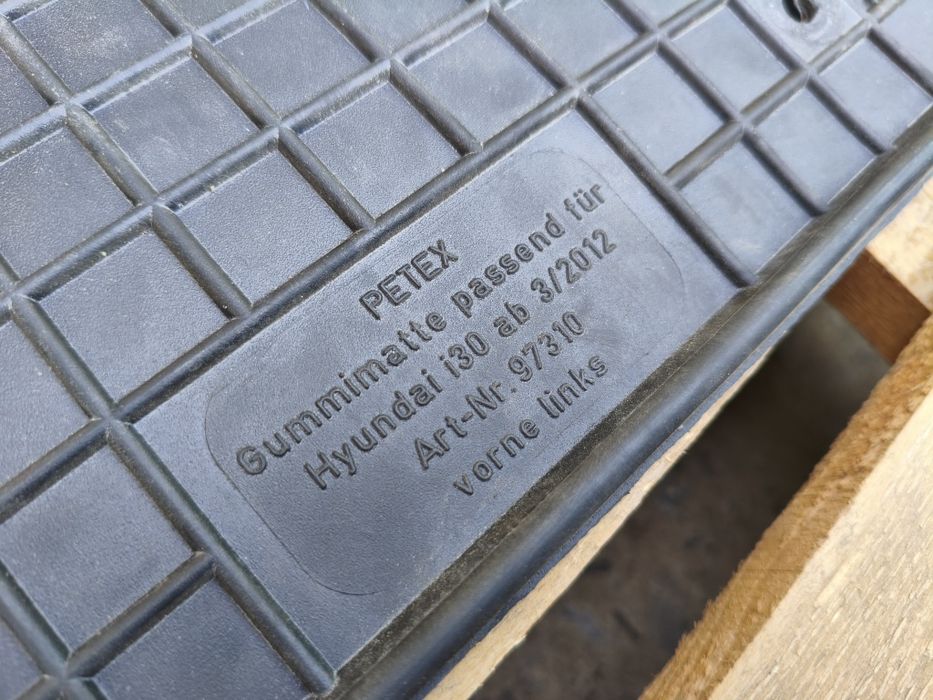 PETEX
Gummimatte passend für
Hyundai i30 ab 3/2012
Art-Nr. 97310
vorne links